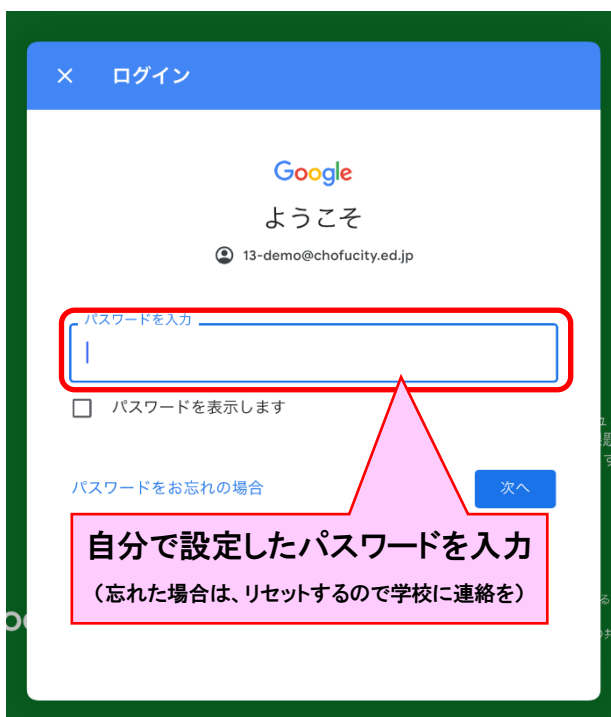 × ログイン
Google
ようこそ
13-demo@chofucity.ed.jp
パスワードを入力
パスワードを表示します
パスワードをお忘れの場合
次へ
自分で設定したパスワードを入力
（忘れた場合は、リセットするので学校に連絡を）